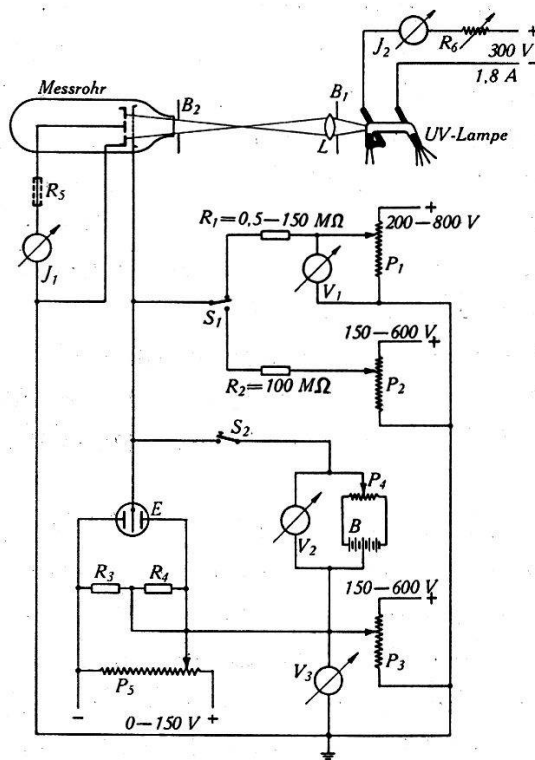 J2
R6
+
300 V
1,8 A
Messrohr
B2
B1
L
UV-Lampe
R5
J1
R1=0,5–150 MΩ
+
200–800 V
V1
P1
S1
150–600 V
+
R2=100 MΩ
P2
S2
P4
E
V2
B
R3
R4
150–600 V
+
P3
P5
V3
–
0–150 V
+